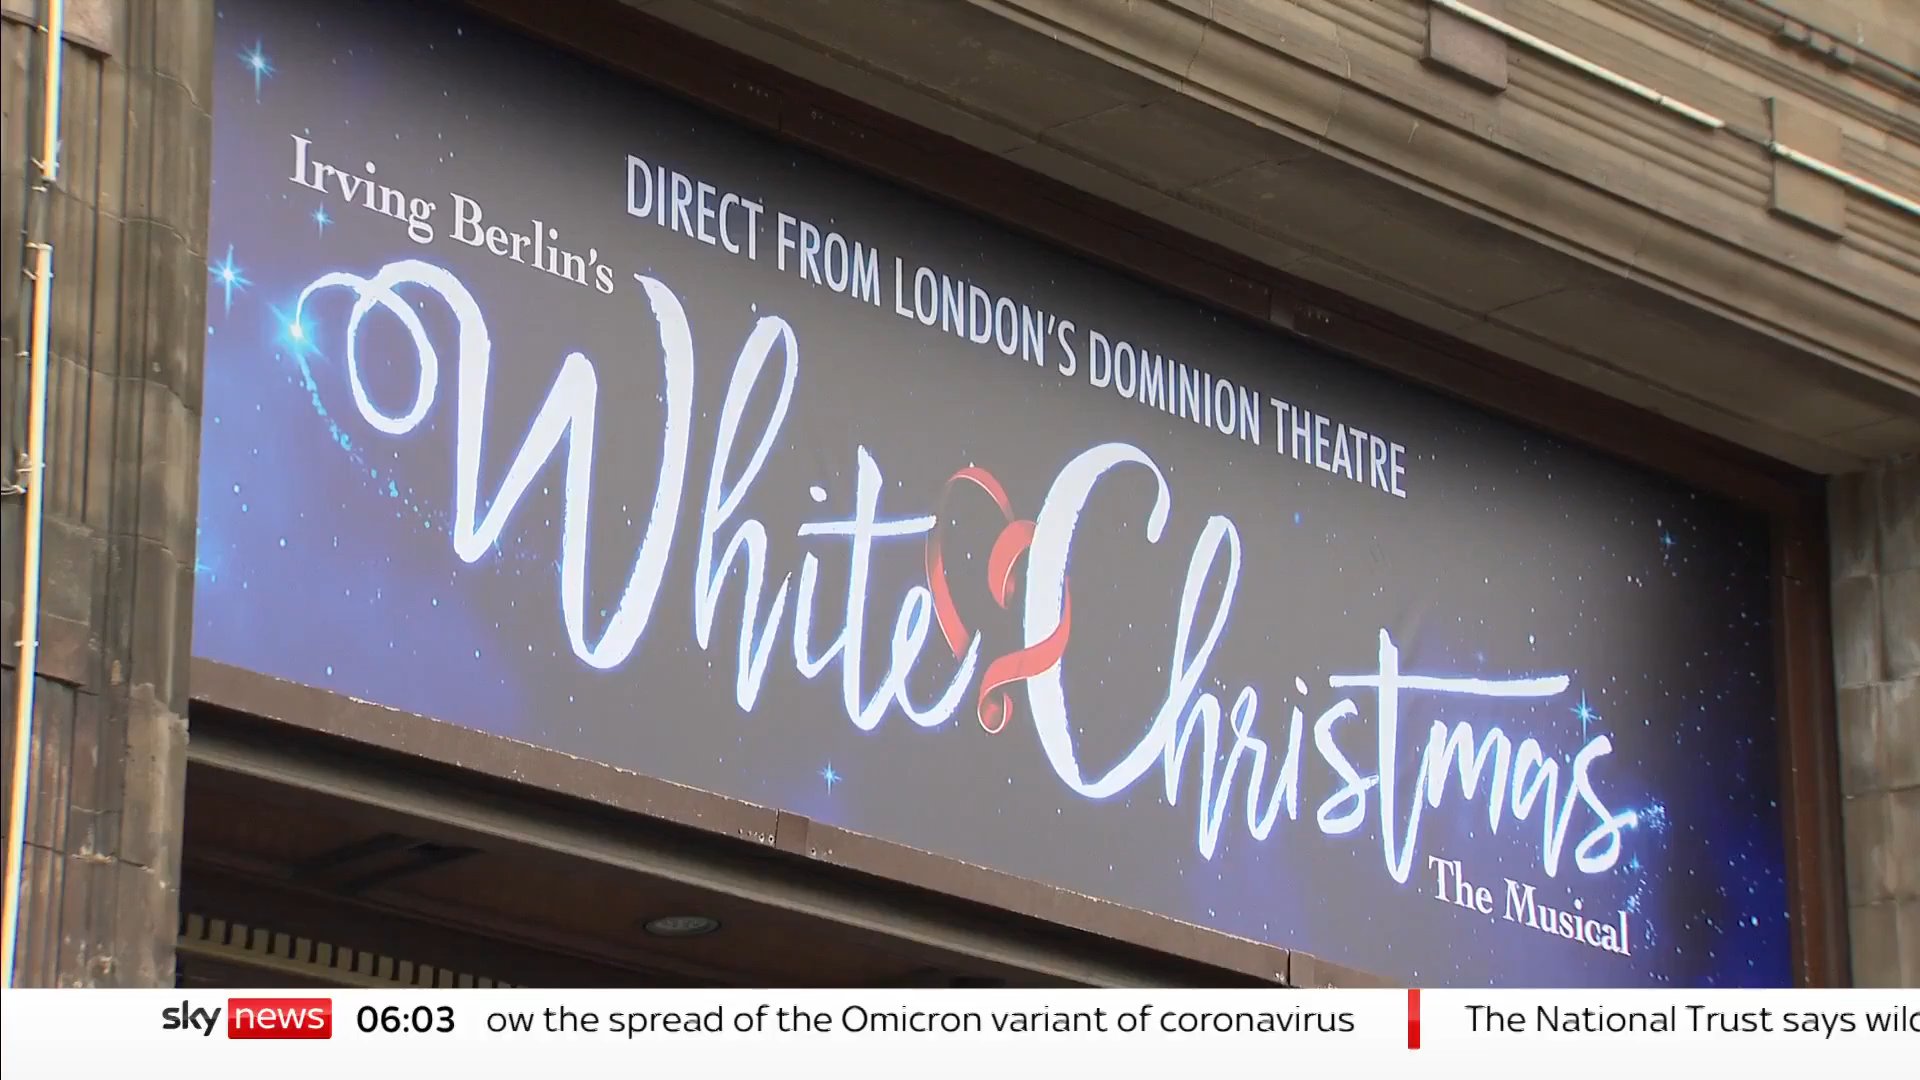 DIRECT FROM LONDON'S DOMINION THEATRE
Irving Berlin's
White Christmas
The Musical
sky news 06:03 ow the spread of the Omicron variant of coronavirus The National Trust says wild